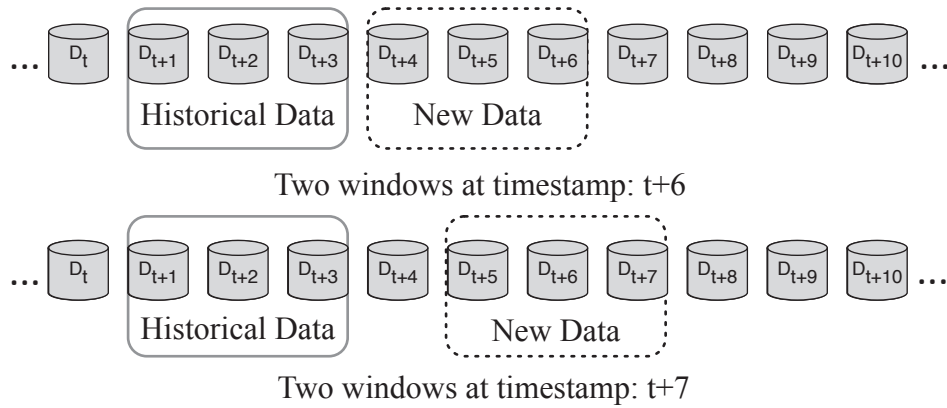 ... D_t D_t+1 D_t+2 D_t+3 D_t+4 D_t+5 D_t+6 D_t+7 D_t+8 D_t+9 D_t+10 ...
Historical Data New Data
Two windows at timestamp: t+6
... D_t D_t+1 D_t+2 D_t+3 D_t+4 D_t+5 D_t+6 D_t+7 D_t+8 D_t+9 D_t+10 ...
Historical Data New Data
Two windows at timestamp: t+7